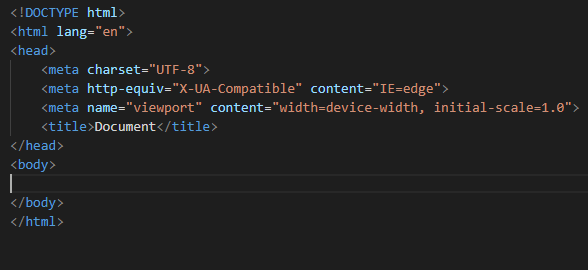 <!DOCTYPE html>
<html lang="en">
<head>
    <meta charset="UTF-8">
    <meta http-equiv="X-UA-Compatible" content="IE=edge">
    <meta name="viewport" content="width=device-width, initial-scale=1.0">
    <title>Document</title>
</head>
<body>
</body>
</html>